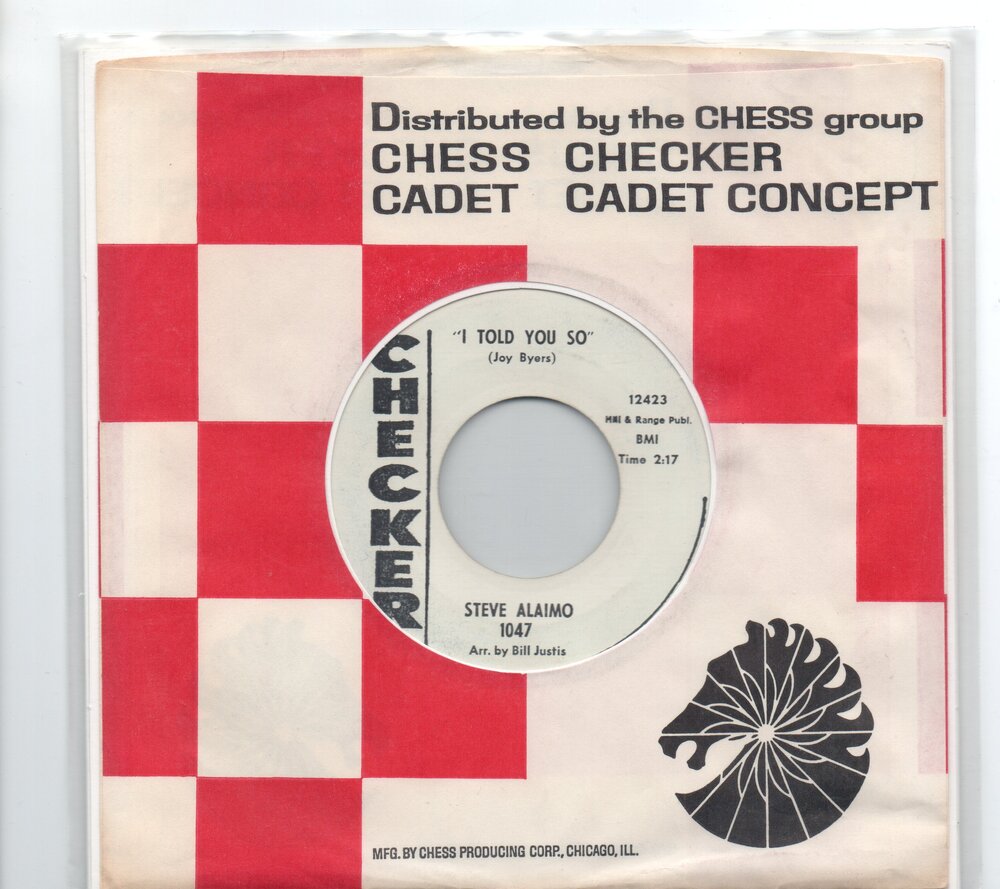 Distributed by the CHESS group
CHESS CHECKER
CADET CADET CONCEPT
CHECKER
"I TOLD YOU SO"
(Joy Byers)
12423
Hill & Range Publ.
BMI
Time 2:17
STEVE ALAIMO
1047
Arr. by Bill Justis
MFG. BY CHESS PRODUCING CORP., CHICAGO, ILL.